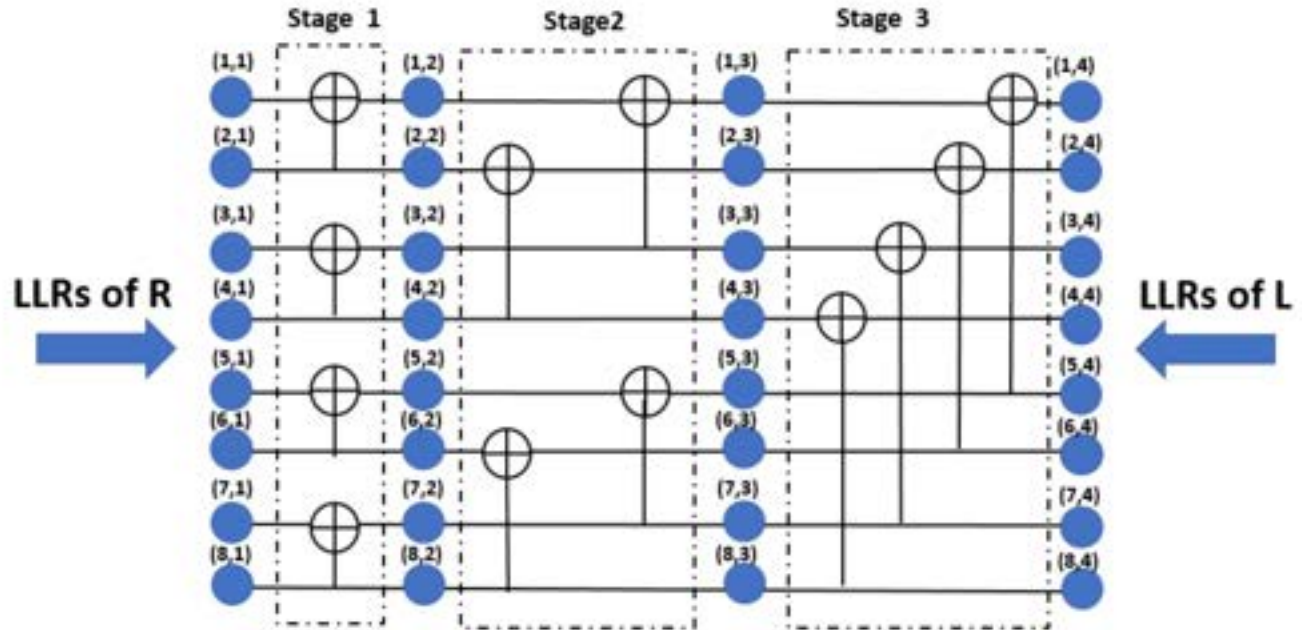 Stage 1 Stage2 Stage 3
(1,1) (1,2) (1,3) (1,4)
(2,1) (2,2) (2,3) (2,4)
(3,1) (3,2) (3,3) (3,4)
(4,1) (4,2) (4,3) (4,4)
LLRs of R
LLRs of L
(5,1) (5,2) (5,3) (5,4)
(6,1) (6,2) (6,3) (6,4)
(7,1) (7,2) (7,3) (7,4)
(8,1) (8,2) (8,3) (8,4)